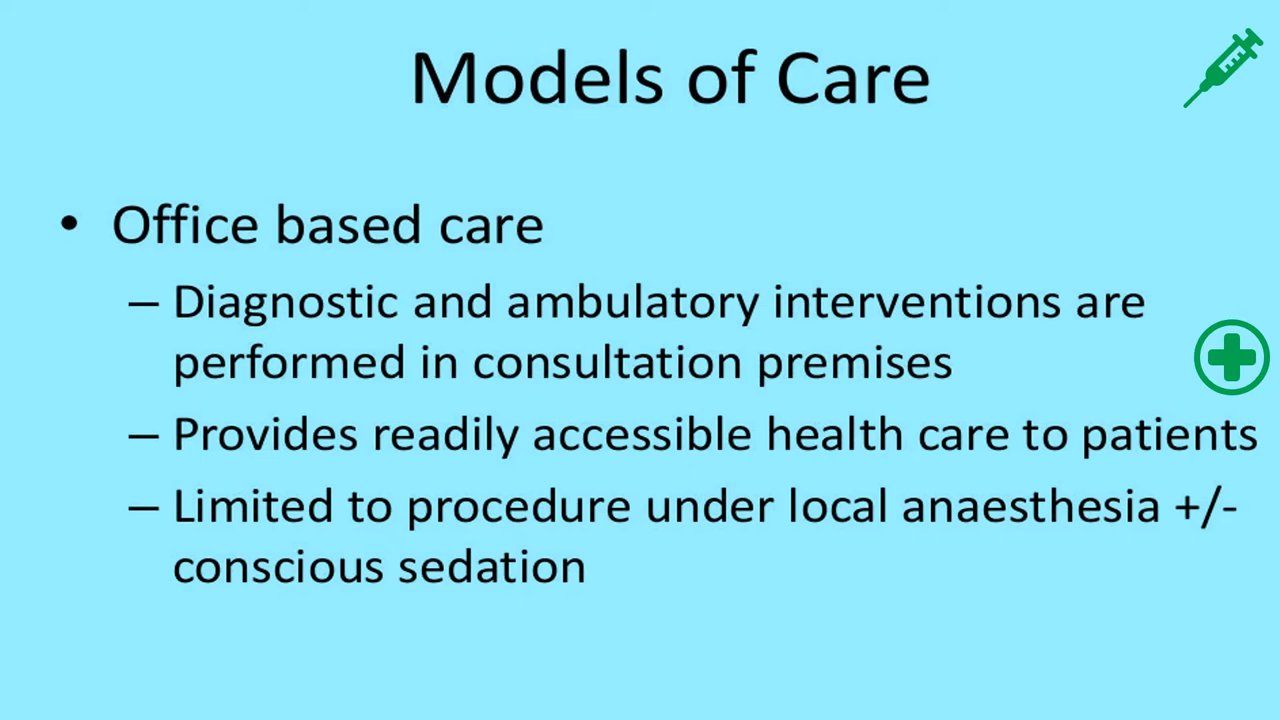 Models of Care
• Office based care
– Diagnostic and ambulatory interventions are
performed in consultation premises
– Provides readily accessible health care to patients
– Limited to procedure under local anaesthesia +/-
conscious sedation